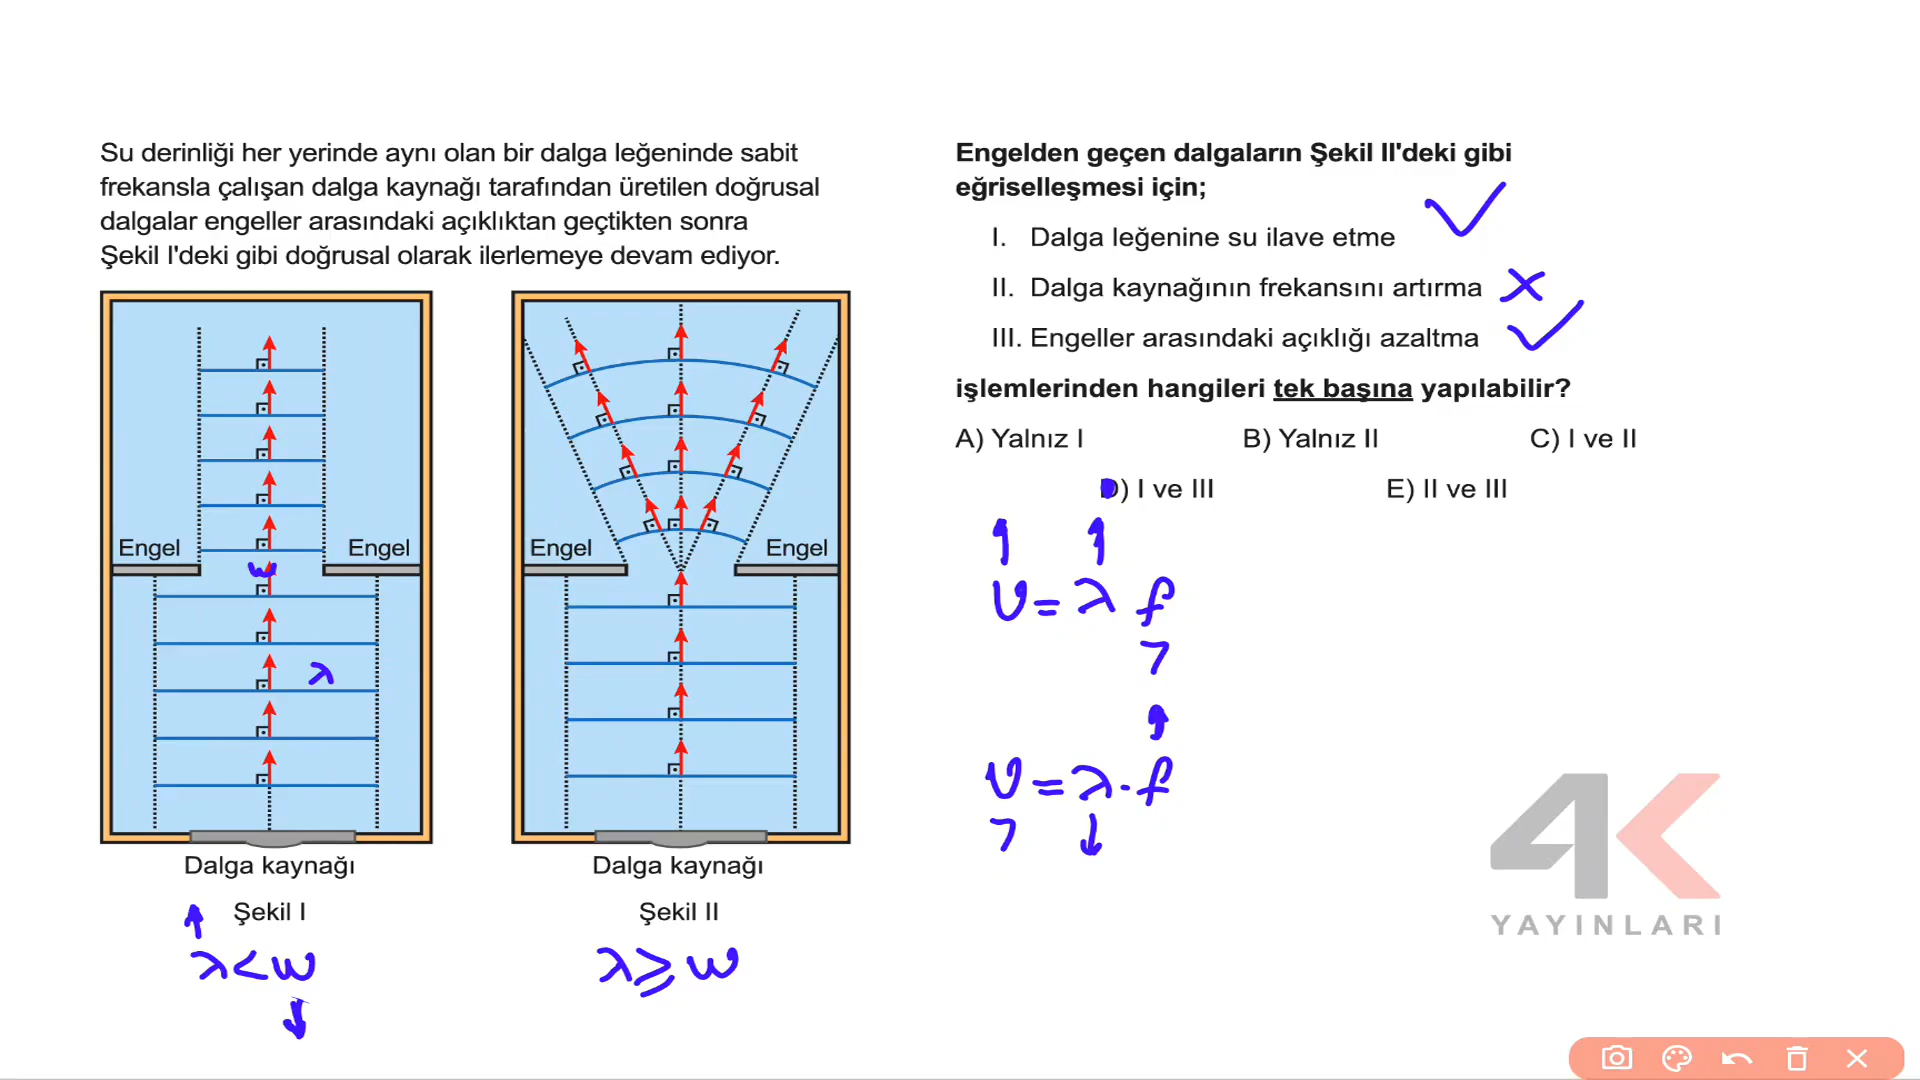 Su derinliği her yerinde aynı olan bir dalga leğeninde sabit
frekansla çalışan dalga kaynağı tarafından üretilen doğrusal
dalgalar engeller arasındaki açıklıktan geçtikten sonra
Şekil I'deki gibi doğrusal olarak ilerlemeye devam ediyor.
Engel
Engel
w
λ
Dalga kaynağı
Şekil I
λ < w
Engel
Engel
Dalga kaynağı
Şekil II
λ ≥ w
Engelden geçen dalgaların Şekil II'deki gibi
eğriselleşmesi için;
I. Dalga leğenine su ilave etme
II. Dalga kaynağının frekansını artırma
III. Engeller arasındaki açıklığı azaltma
işlemlerinden hangileri tek başına yapılabilir?
A) Yalnız I B) Yalnız II C) I ve II
D) I ve III E) II ve III
v = λ f
v = λ . f
4K
YAYINLARI